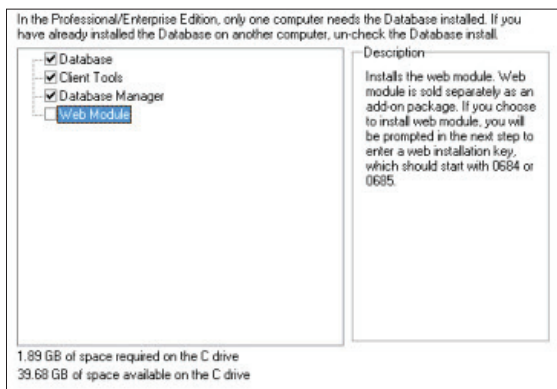 In the Professional/Enterprise Edition, only one computer needs the Database installed. If you
have already installed the Database on another computer, un-check the Database install.
Database
Client Tools
Database Manager
Web Module
Description
Installs the web module. Web
module is sold separately as an
add-on package. If you choose
to install web module, you will
be prompted in the next step to
enter a web installation key,
which should start with 0684 or
0685.
1.89 GB of space required on the C drive
39.68 GB of space available on the C drive